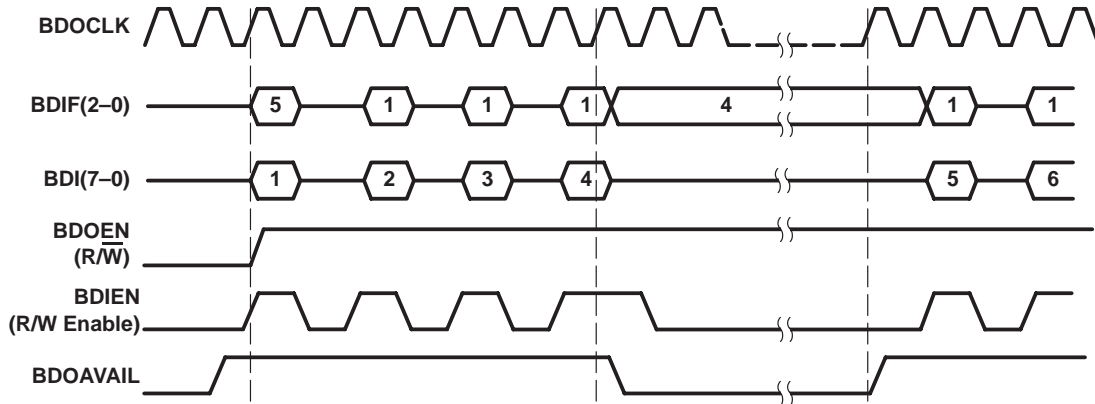 BDOCLK
BDIF(2–0) 5 1 1 1 4 1 1
BDI(7–0) 1 2 3 4 5 6
BDOEN
(R/W̅)
BDIEN
(R/W Enable)
BDOAVAIL